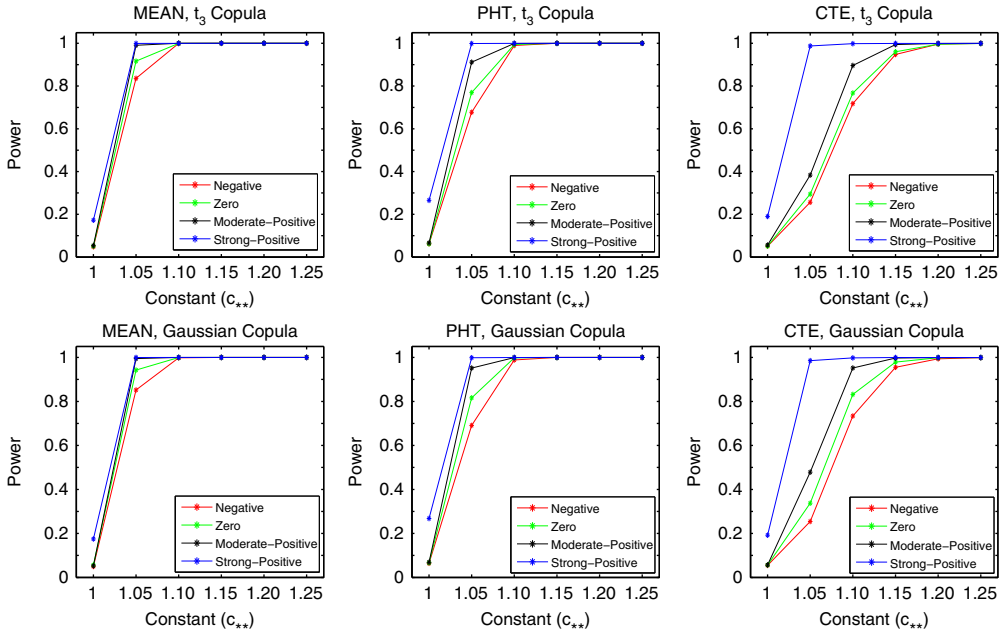 MEAN, t₃ Copula
Power
1
0.8
0.6
0.4
0.2
0
Negative
Zero
Moderate-Positive
Strong-Positive
1 1.05 1.10 1.15 1.20 1.25
Constant (c**)
PHT, t₃ Copula
Power
1
0.8
0.6
0.4
0.2
0
Negative
Zero
Moderate-Positive
Strong-Positive
1 1.05 1.10 1.15 1.20 1.25
Constant (c**)
CTE, t₃ Copula
Power
1
0.8
0.6
0.4
0.2
0
Negative
Zero
Moderate-Positive
Strong-Positive
1 1.05 1.10 1.15 1.20 1.25
Constant (c**)
MEAN, Gaussian Copula
Power
1
0.8
0.6
0.4
0.2
0
Negative
Zero
Moderate-Positive
Strong-Positive
1 1.05 1.10 1.15 1.20 1.25
Constant (c**)
PHT, Gaussian Copula
Power
1
0.8
0.6
0.4
0.2
0
Negative
Zero
Moderate-Positive
Strong-Positive
1 1.05 1.10 1.15 1.20 1.25
Constant (c**)
CTE, Gaussian Copula
Power
1
0.8
0.6
0.4
0.2
0
Negative
Zero
Moderate-Positive
Strong-Positive
1 1.05 1.10 1.15 1.20 1.25
Constant (c**)